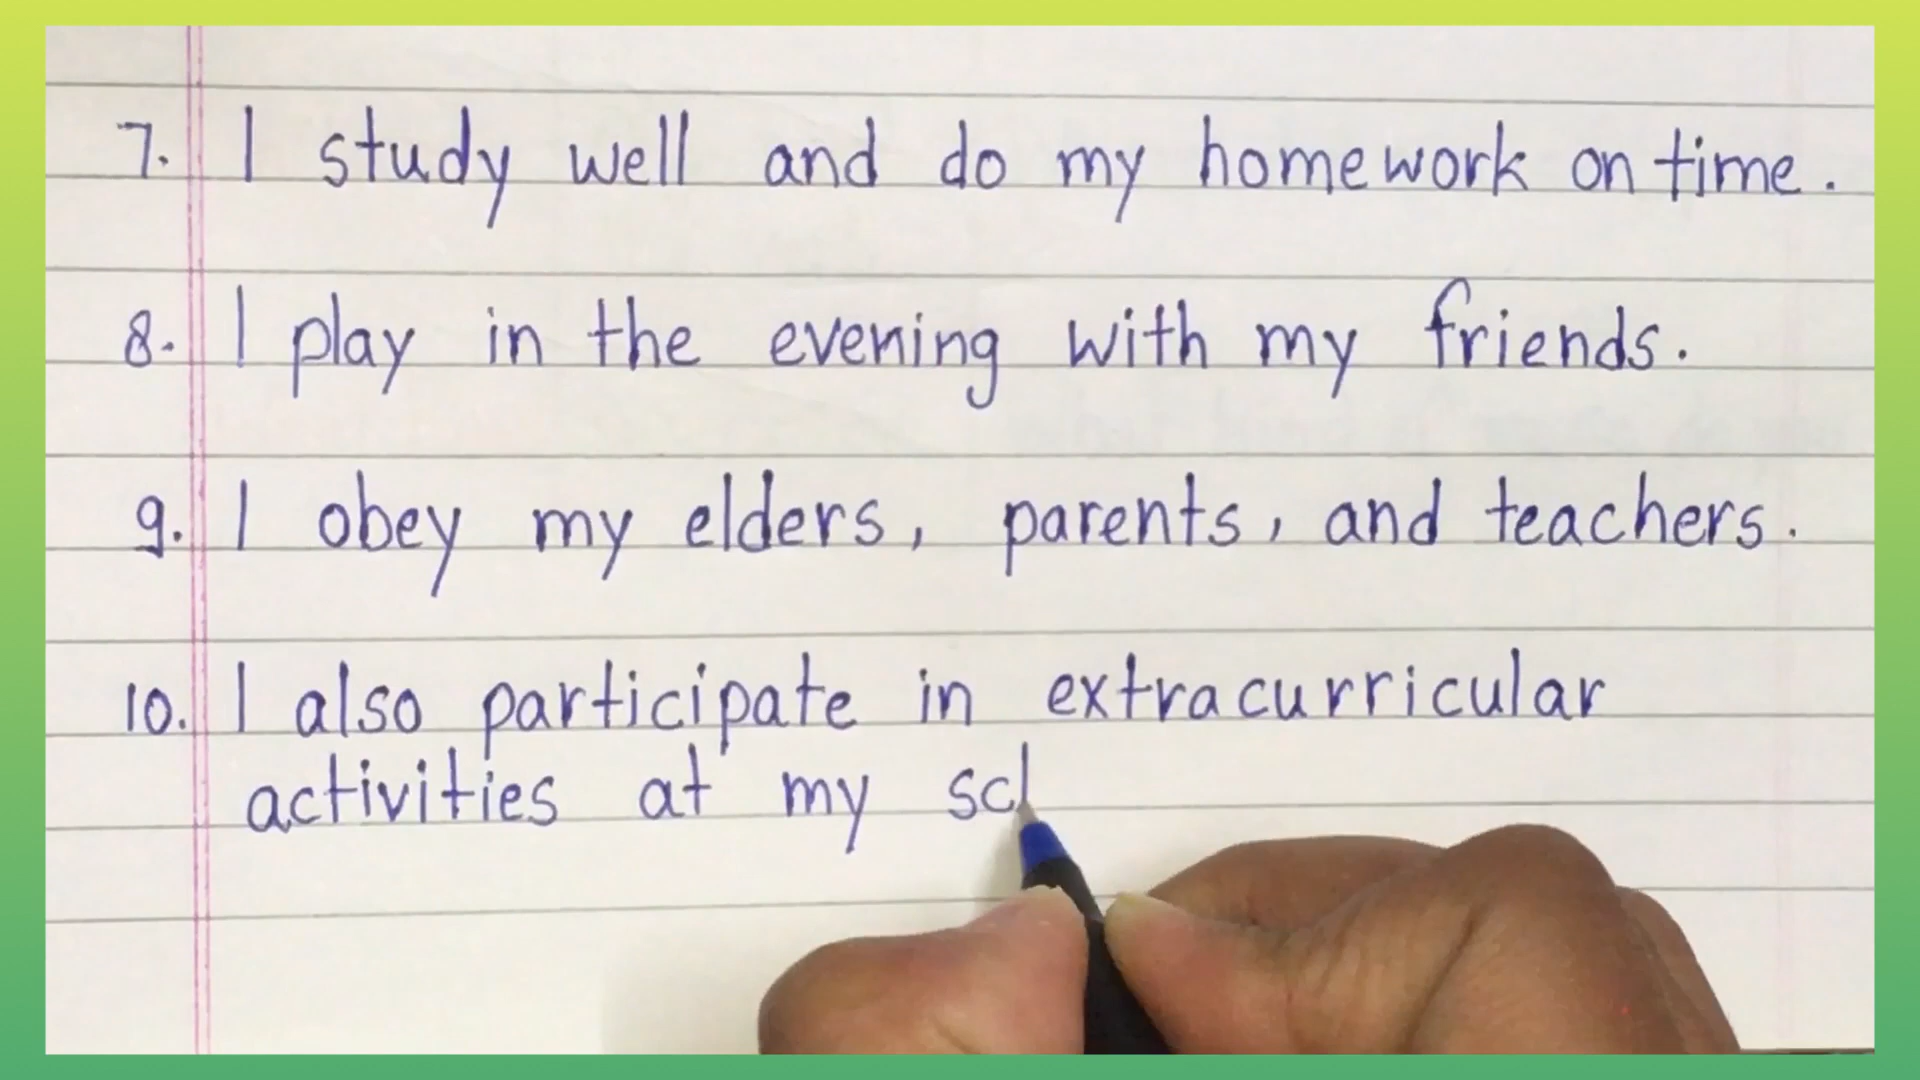 7. I study well and do my homework on time.
8. I play in the evening with my friends.
9. I obey my elders, parents, and teachers.
10. I also participate in extracurricular
activities at my